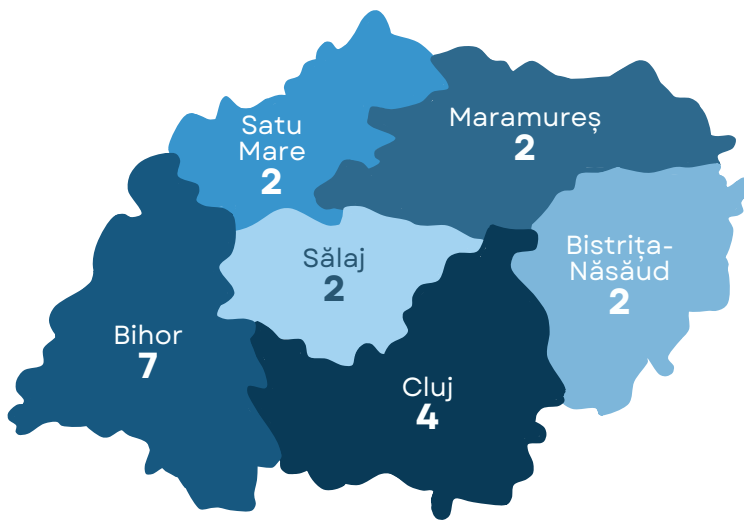 Satu
Mare
2
Maramureș
2
Sălaj
2
Bistrița-
Năsăud
2
Bihor
7
Cluj
4